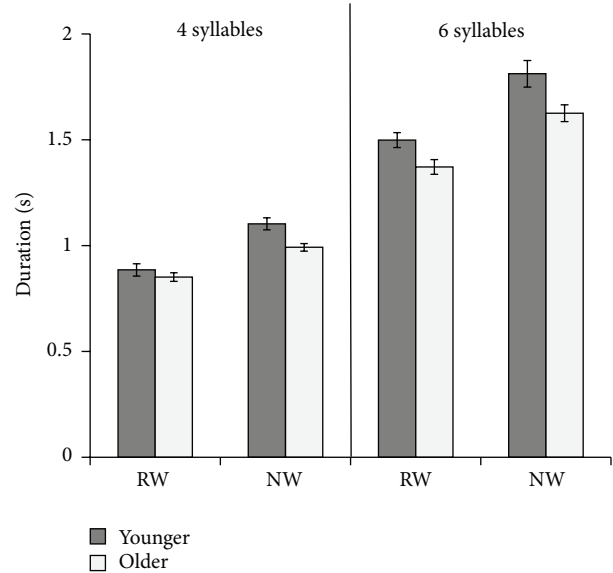 4 syllables 6 syllables
2
1.5
1
0.5
0
Duration (s)
RW NW RW NW
Younger
Older